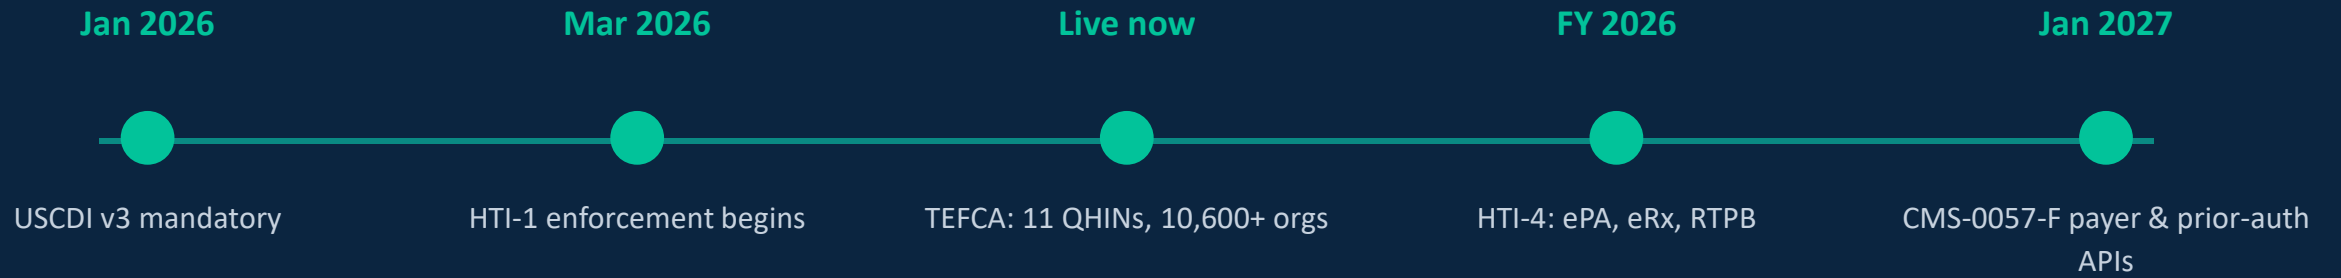 Jan 2026
Mar 2026
Live now
FY 2026
Jan 2027
USCDI v3 mandatory
HTI-1 enforcement begins
TEFCA: 11 QHINs, 10,600+ orgs
HTI-4: ePA, eRx, RTPB
CMS-0057-F payer & prior-auth
APIs